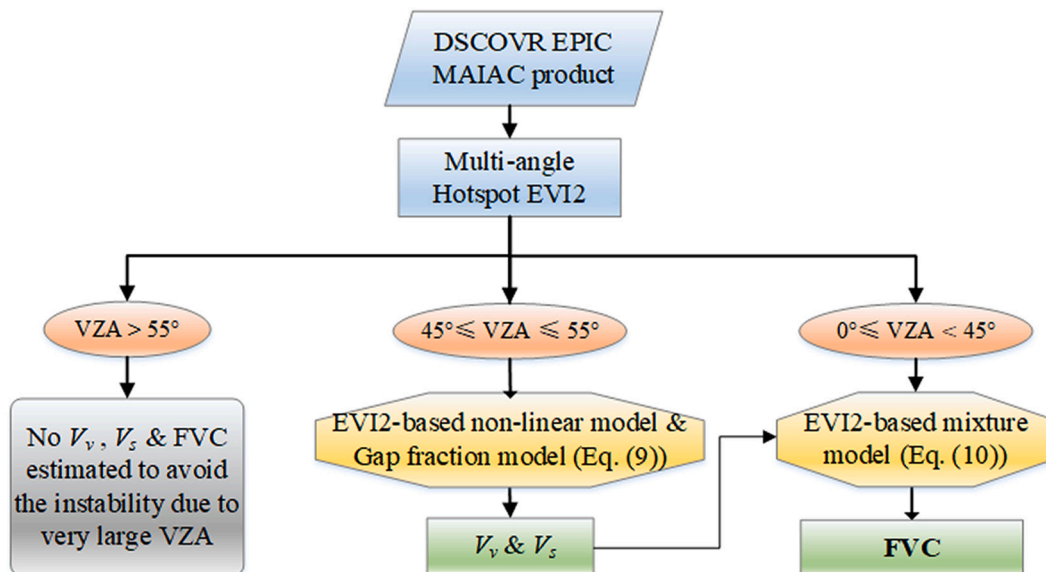 DSCOVR EPIC
MAIAC product
Multi-angle
Hotspot EVI2
VZA > 55°
45°≤ VZA ≤ 55°
0°≤ VZA < 45°
No Vv , Vs & FVC
estimated to avoid
the instability due to
very large VZA
EVI2-based non-linear model &
Gap fraction model (Eq. (9))
EVI2-based mixture
model (Eq. (10))
Vv & Vs
FVC